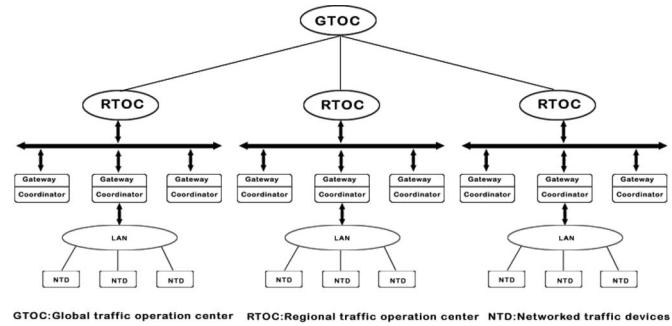 GTOC
RTOC RTOC RTOC
Gateway Gateway Gateway Gateway Gateway Gateway Gateway Gateway Gateway
Coordinator Coordinator Coordinator Coordinator Coordinator Coordinator Coordinator Coordinator Coordinator
LAN LAN LAN
NTD NTD NTD NTD NTD NTD NTD NTD NTD
GTOC:Global traffic operation center RTOC:Regional traffic operation center NTD:Networked traffic devices